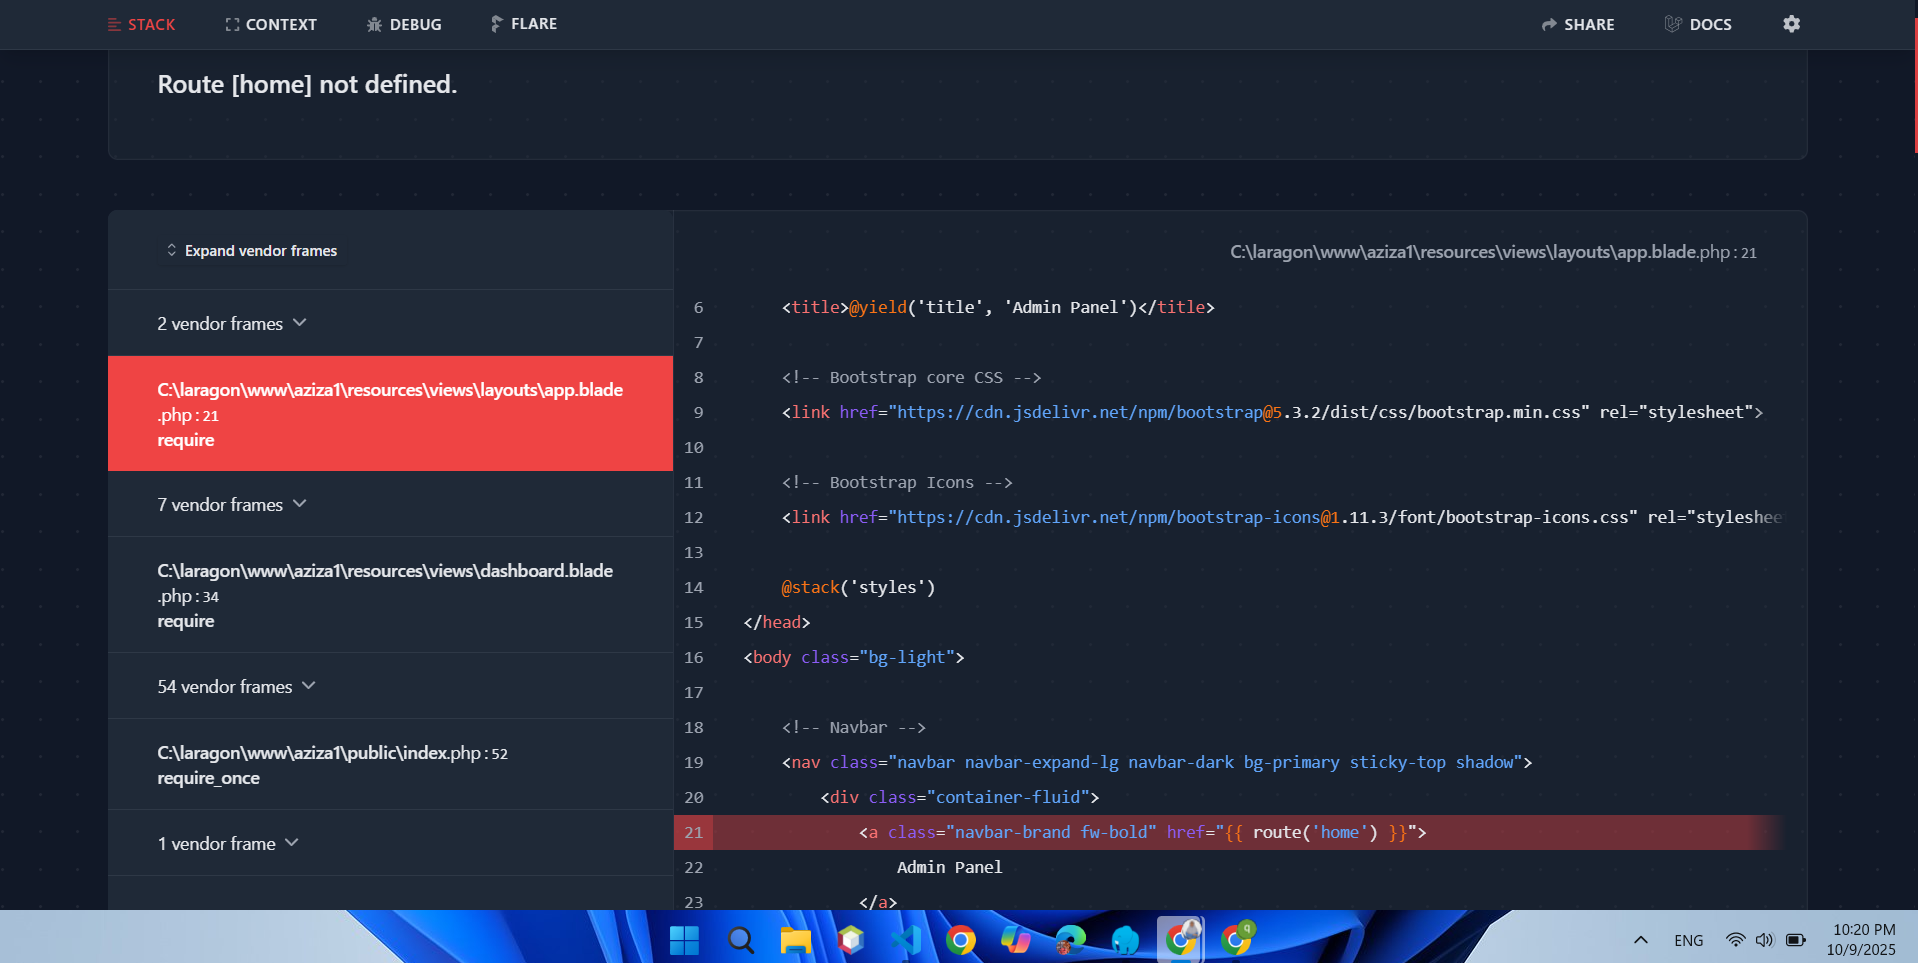 STACK
CONTEXT
DEBUG
FLARE
SHARE
DOCS
Route [home] not defined.
Expand vendor frames
2 vendor frames
C:\laragon\www\aziza1\resources\views\layouts\app.blade
.php : 21
require
7 vendor frames
C:\laragon\www\aziza1\resources\views\dashboard.blade
.php : 34
require
54 vendor frames
C:\laragon\www\aziza1\public\index.php : 52
require_once
1 vendor frame
C:\laragon\www\aziza1\resources\views\layouts\app.blade.php : 21
6 <title>@yield('title', 'Admin Panel')</title>
7
8 <!-- Bootstrap core CSS -->
9 <link href="https://cdn.jsdelivr.net/npm/bootstrap@5.3.2/dist/css/bootstrap.min.css" rel="stylesheet">
10
11 <!-- Bootstrap Icons -->
12 <link href="https://cdn.jsdelivr.net/npm/bootstrap-icons@1.11.3/font/bootstrap-icons.css" rel="styleshee
13
14 @stack('styles')
15 </head>
16 <body class="bg-light">
17
18 <!-- Navbar -->
19 <nav class="navbar navbar-expand-lg navbar-dark bg-primary sticky-top shadow">
20 <div class="container-fluid">
21 <a class="navbar-brand fw-bold" href="{{ route('home') }}">
22 Admin Panel
23 </a>
q
ENG
10:20 PM
10/9/2025